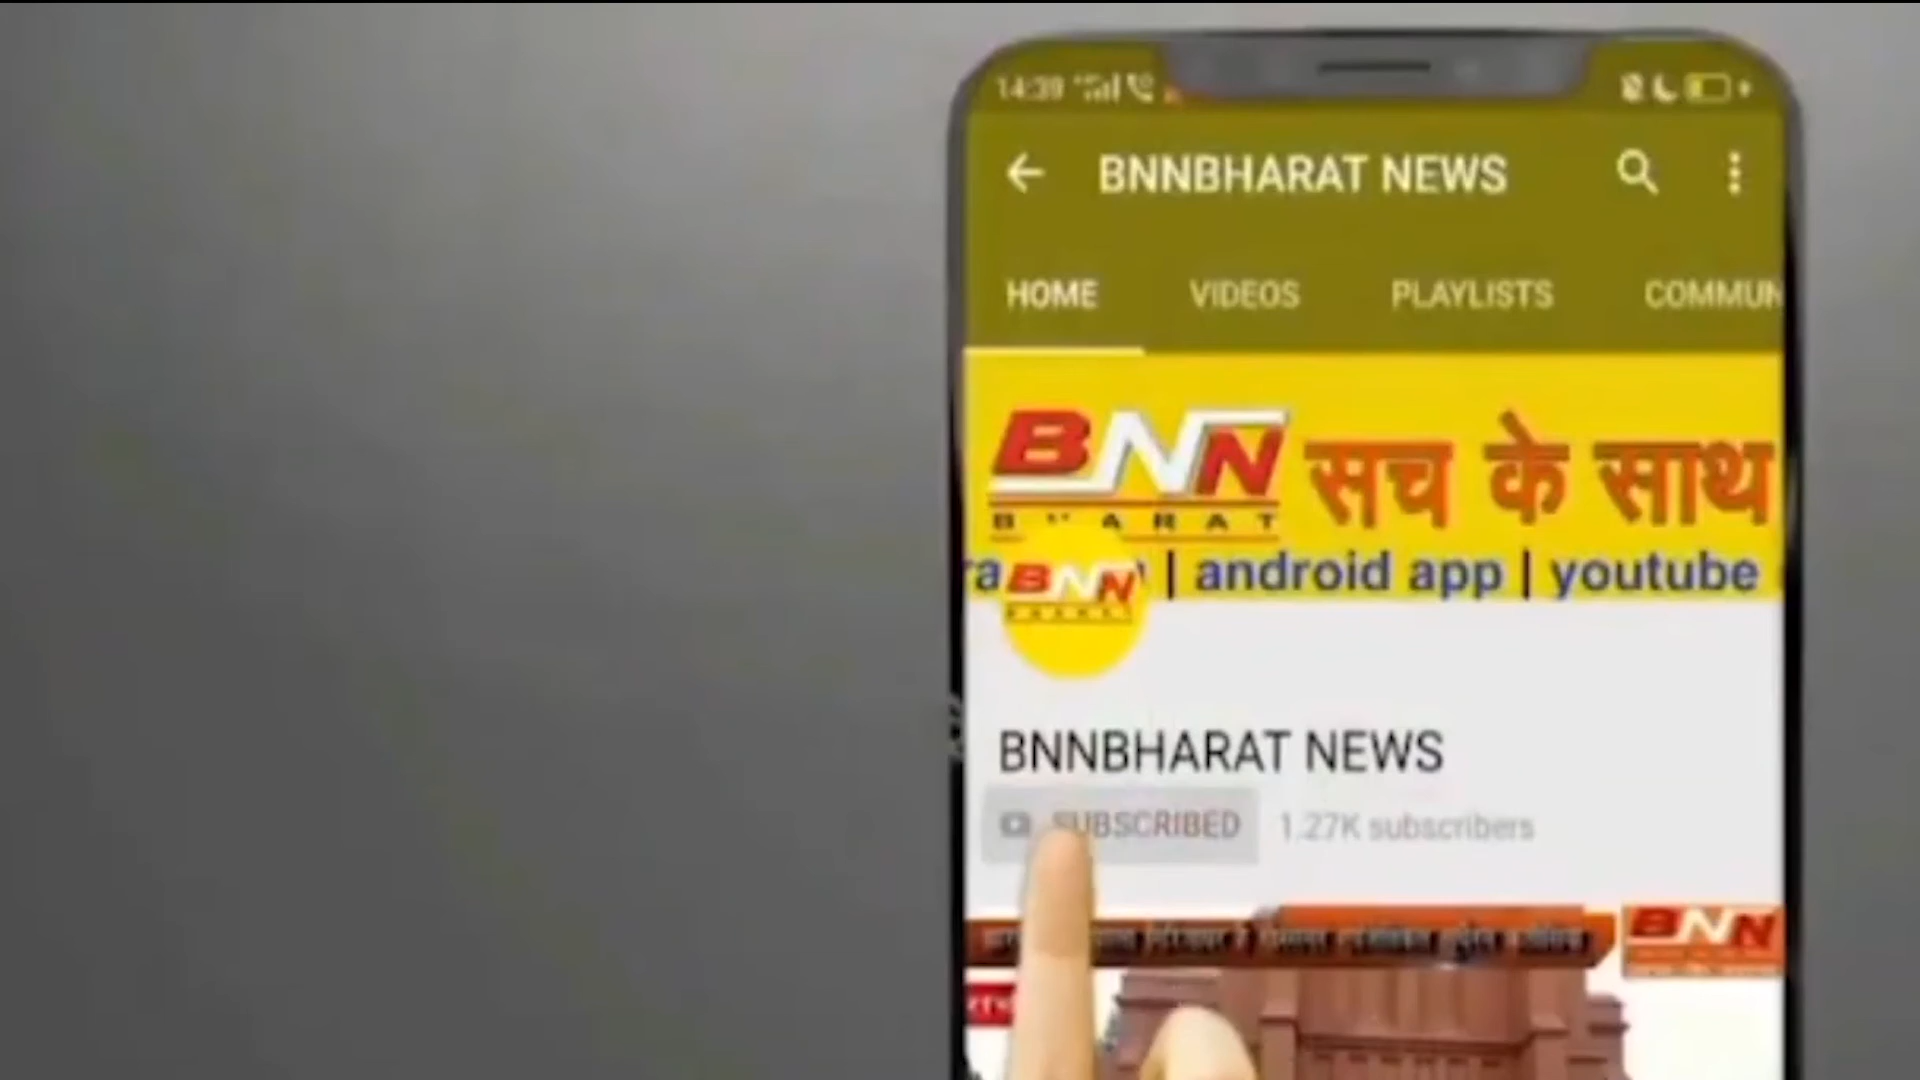 14:39
BNNBHARAT NEWS
HOME VIDEOS PLAYLISTS COMMUN
BNN सच के साथ
BHARAT
BNN | android app | youtube
BNNBHARAT NEWS
SUBSCRIBED 1.27K subscribers
BNN